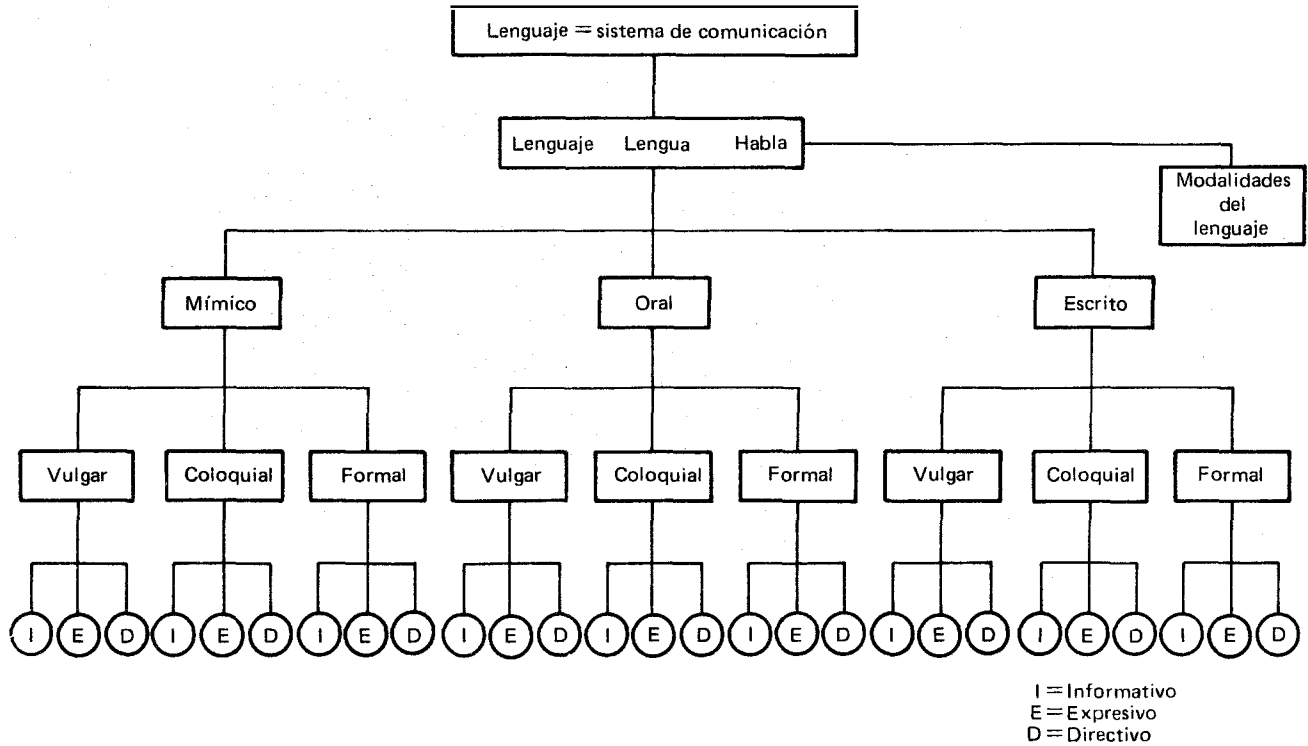 Lenguaje = sistema de comunicación
Lenguaje Lengua Habla
Modalidades
del
lenguaje
Mímico Oral Escrito
Vulgar Coloquial Formal Vulgar Coloquial Formal Vulgar Coloquial Formal
I E D I E D I E D I E D I E D I E D I E D I E D I E D
I = Informativo
E = Expresivo
D = Directivo